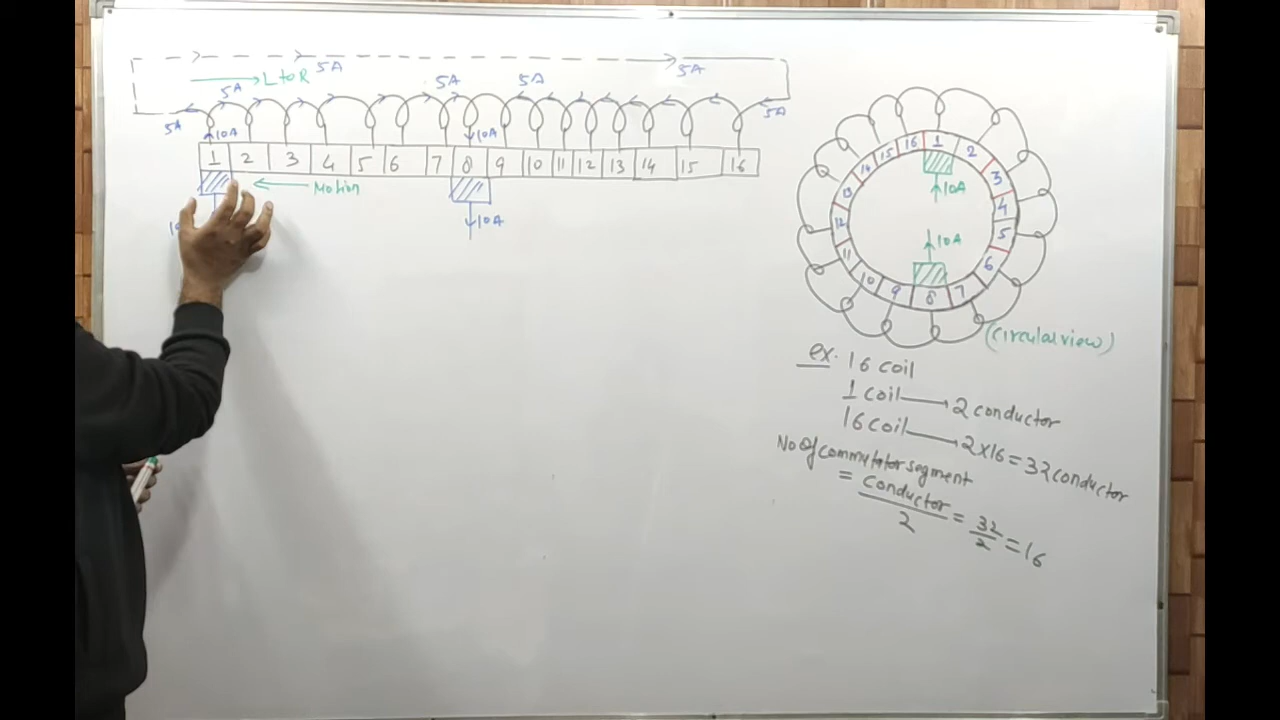 5A
5A
L to R
5A
5A
5A
5A
5A
5A
10A
10A
1 2 3 4 5 6 7 8 9 10 11 12 13 14 15 16
Motion
10A
1 2 3 4 5 6 7 8 9 10 11 12 13 14 15 16
10A
10A
(Circular view)
ex. 16 coil
1 coil → 2 conductor
16 coil → 2x16 = 32 conductor
No of commutator segment
= conductor/2 = 32/2 = 16